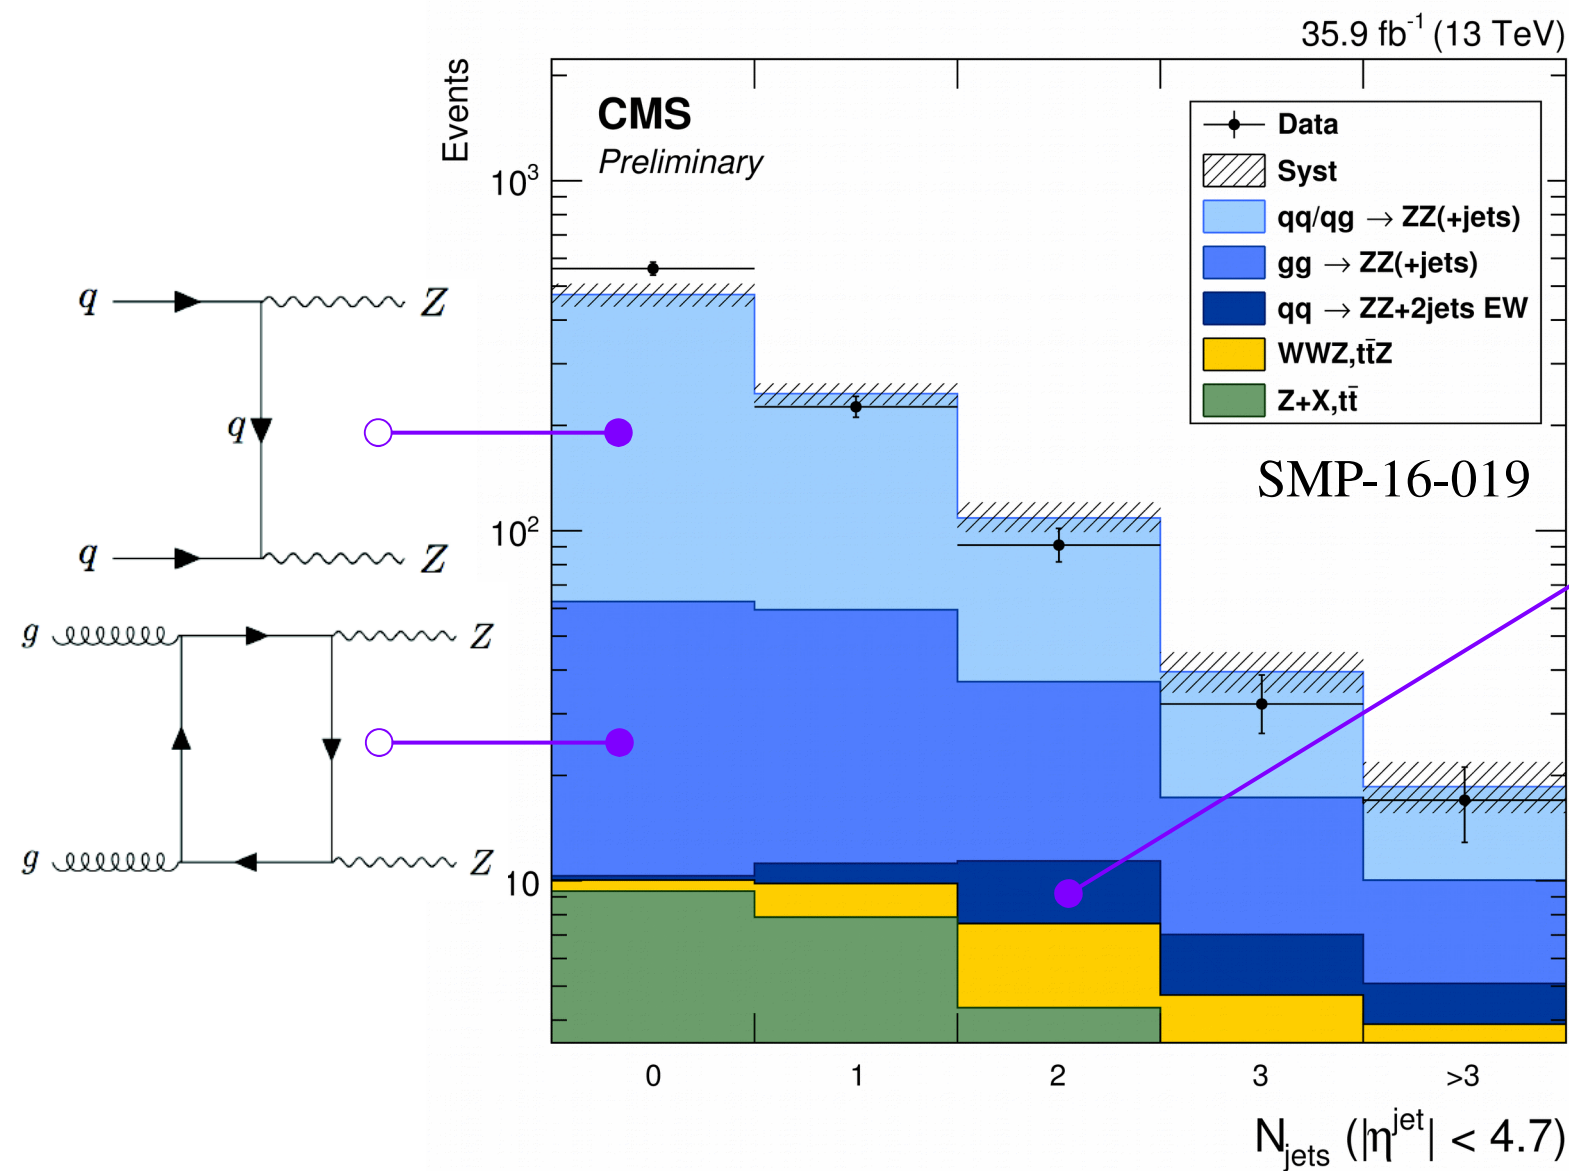 35.9 fb⁻¹ (13 TeV)
Events
CMS
Preliminary
Data
Syst
qq/qg → ZZ(+jets)
gg → ZZ(+jets)
qq → ZZ+2jets EW
WWZ,tt̄Z
Z+X,tt̄
SMP-16-019
10³
10²
10
q
Z
q
q
Z
g
Z
g
Z
0 1 2 3 >3
N_jets (|η^jet| < 4.7)